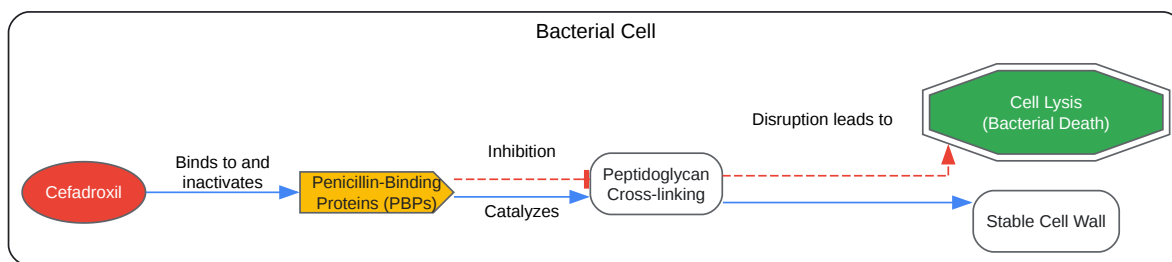 Bacterial Cell
Cell Lysis
(Bacterial Death)
Disruption leads to
Inhibition
Binds to and
inactivates
Peptidoglycan
Cross-linking
Cefadroxil
Penicillin-Binding
Proteins (PBPs)
Catalyzes
Stable Cell Wall